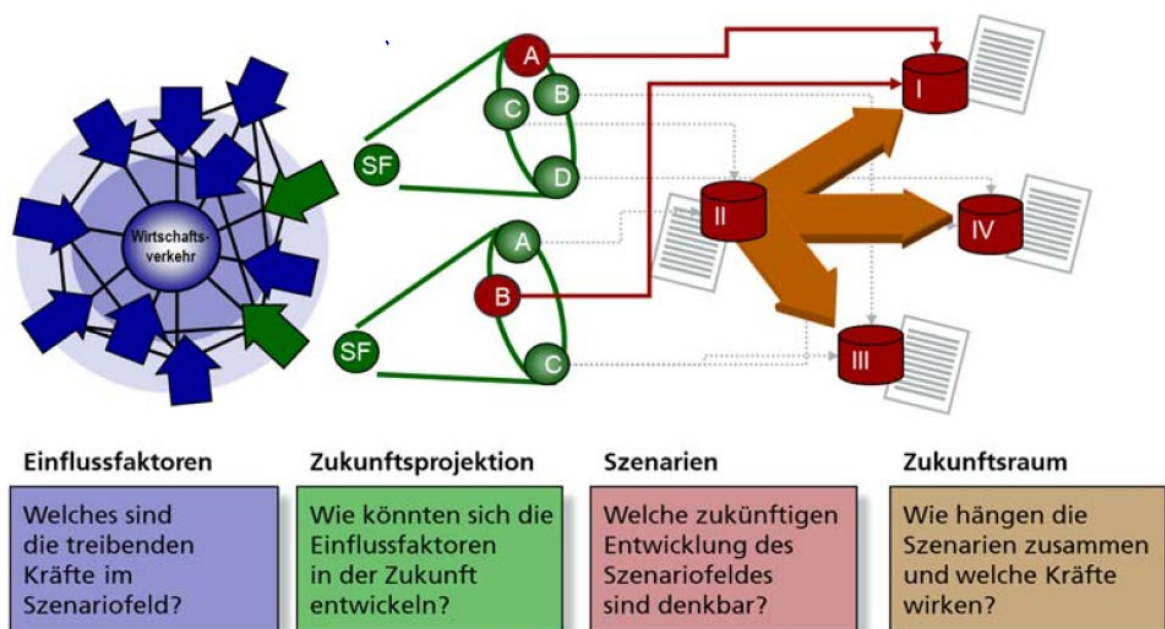 Wirtschafts-
verkehr
SF
A
C
B
D
SF
A
B
C
I
II
IV
III
Einflussfaktoren
Welches sind
die treibenden
Kräfte im
Szenariofeld?
Zukunftsprojektion
Wie könnten sich die
Einflussfaktoren
in der Zukunft
entwickeln?
Szenarien
Welche zukünftigen
Entwicklung des
Szenariofeldes
sind denkbar?
Zukunftsraum
Wie hängen die
Szenarien zusammen
und welche Kräfte
wirken?